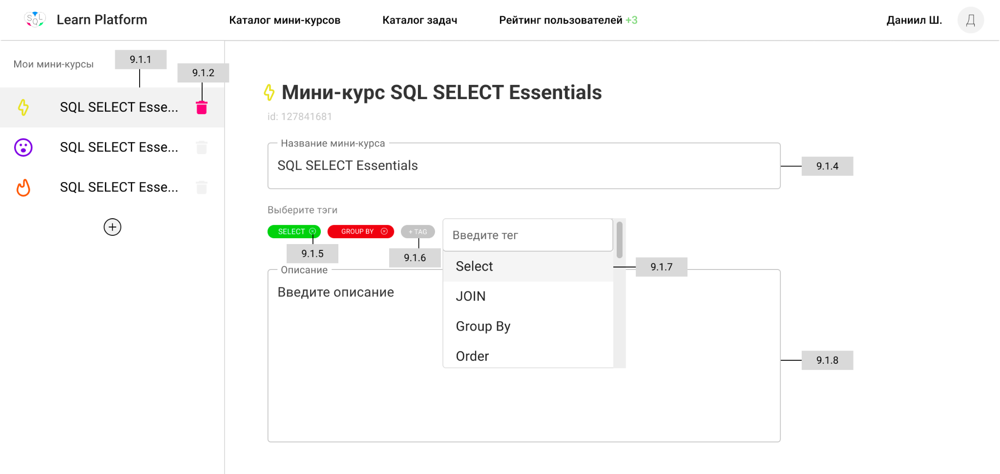 SQL Learn Platform
Каталог мини-курсов
Каталог задач
Рейтинг пользователей +3
Даниил Ш.
Д
Мои мини-курсы
9.1.1
9.1.2
SQL SELECT Esse...
SQL SELECT Esse...
SQL SELECT Esse...
Мини-курс SQL SELECT Essentials
id: 127841681
Название мини-курса
SQL SELECT Essentials
9.1.4
Выберите тэги
SELECT
GROUP BY
+ TAG
9.1.5
9.1.6
Введите тег
Select
JOIN
Group By
Order
9.1.7
Описание
Введите описание
9.1.8